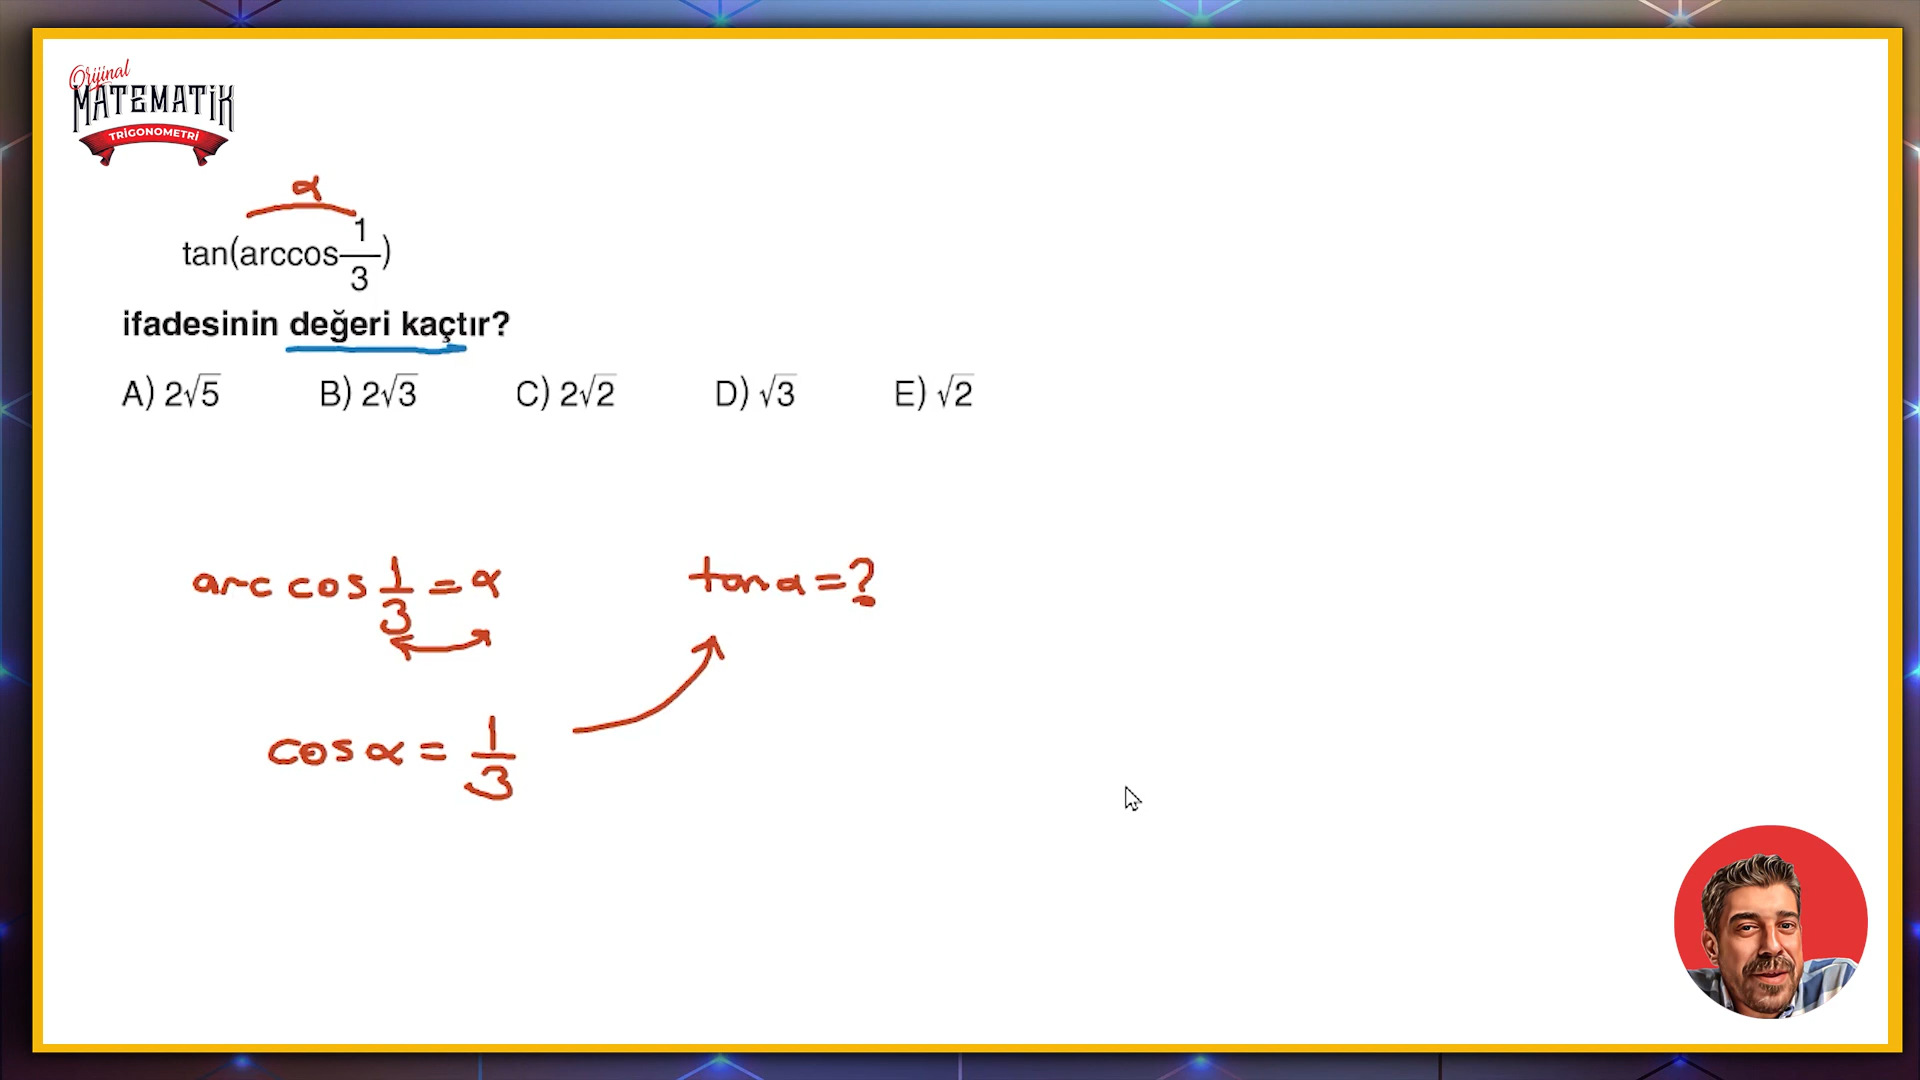 Orijinal
MATEMATİK
TRİGONOMETRİ
α
tan(arccos 1/3)
ifadesinin değeri kaçtır?
A) 2√5 B) 2√3 C) 2√2 D) √3 E) √2
arc cos 1/3 = α tan α = ?
cos α = 1/3